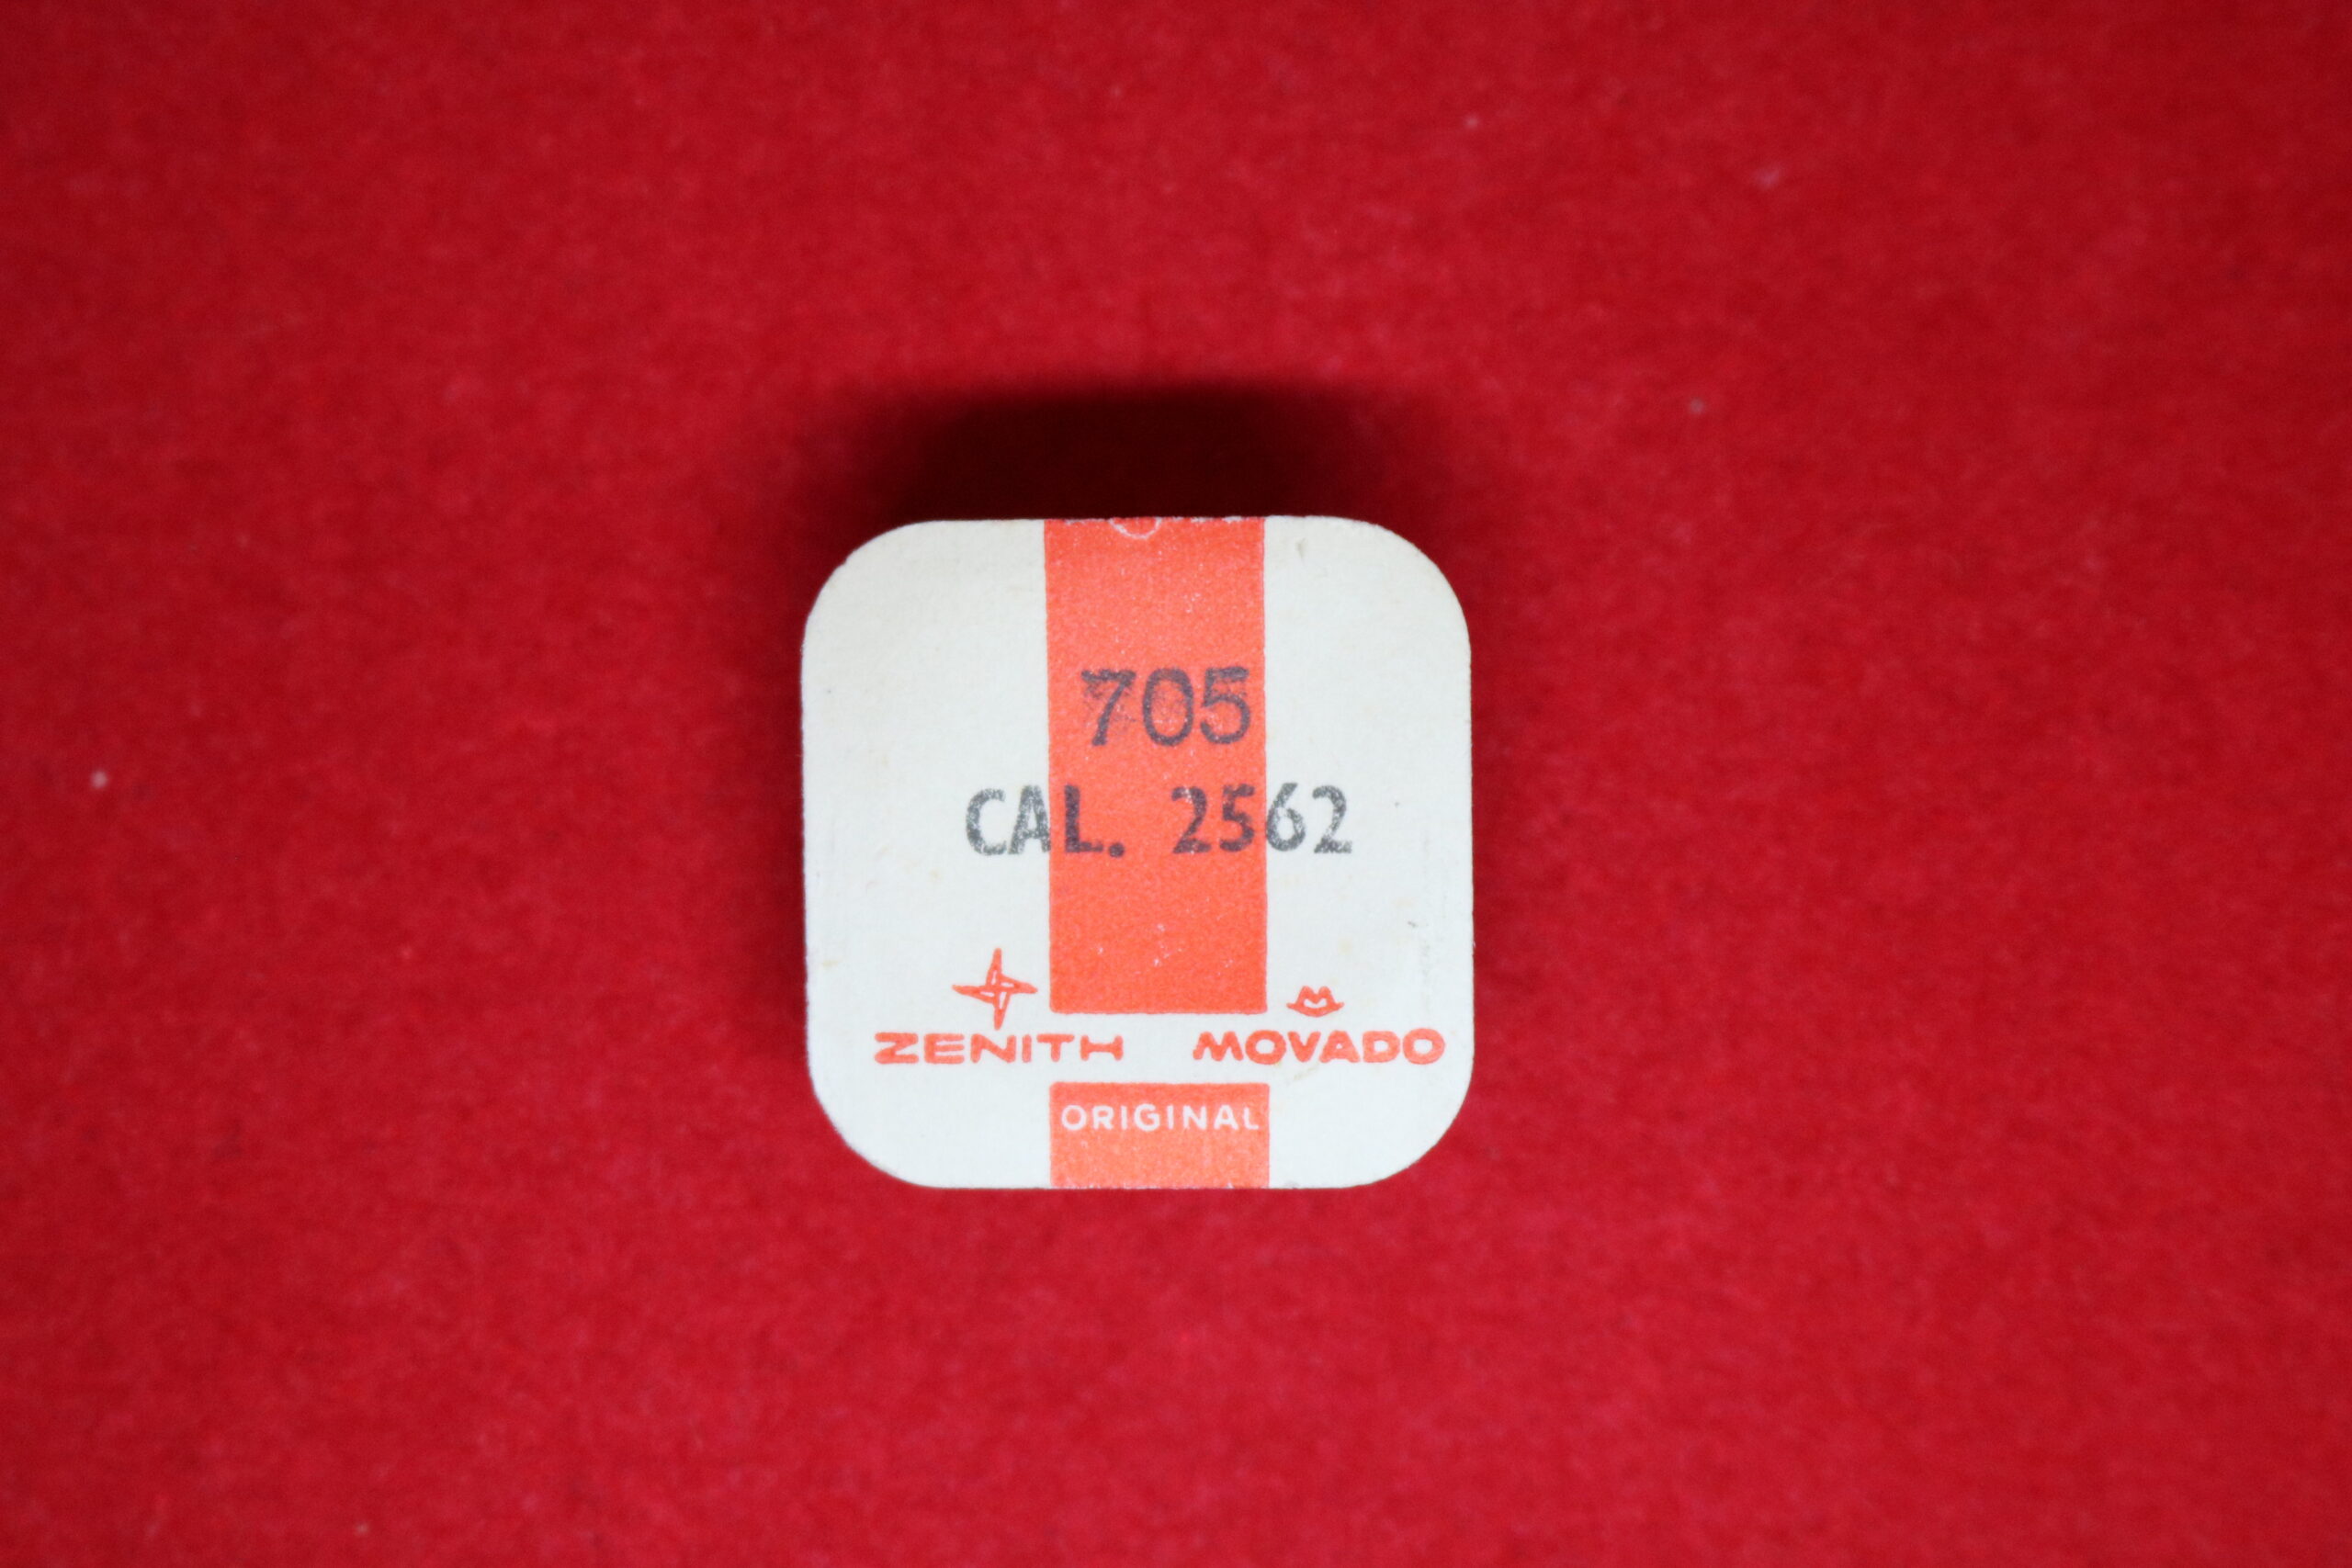 705
CAL. 2562
ZENITH MOVADO
ORIGINAL